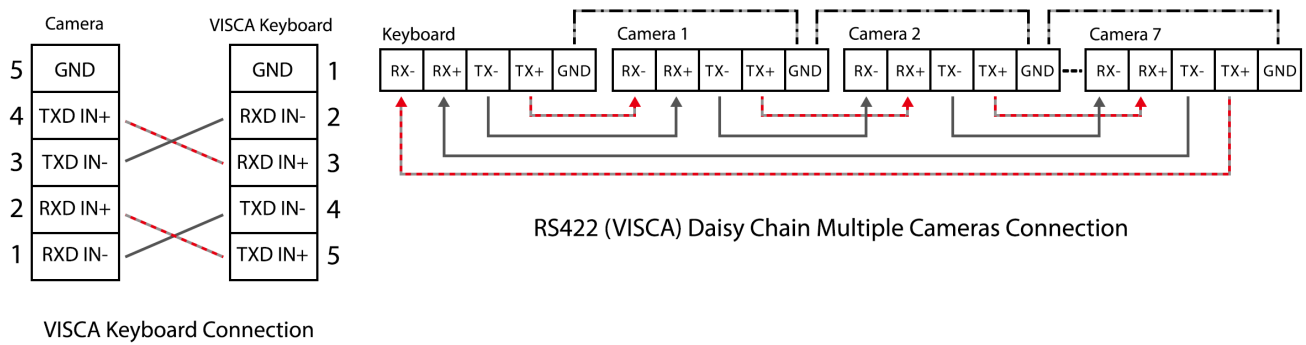 Camera VISCA Keyboard
5 GND GND 1
4 TXD IN+ RXD IN- 2
3 TXD IN- RXD IN+ 3
2 RXD IN+ TXD IN- 4
1 RXD IN- TXD IN+ 5
VISCA Keyboard Connection
Keyboard Camera 1 Camera 2 Camera 7
RX- RX+ TX- TX+ GND RX- RX+ TX- TX+ GND RX- RX+ TX- TX+ GND RX- RX+ TX- TX+ GND
RS422 (VISCA) Daisy Chain Multiple Cameras Connection